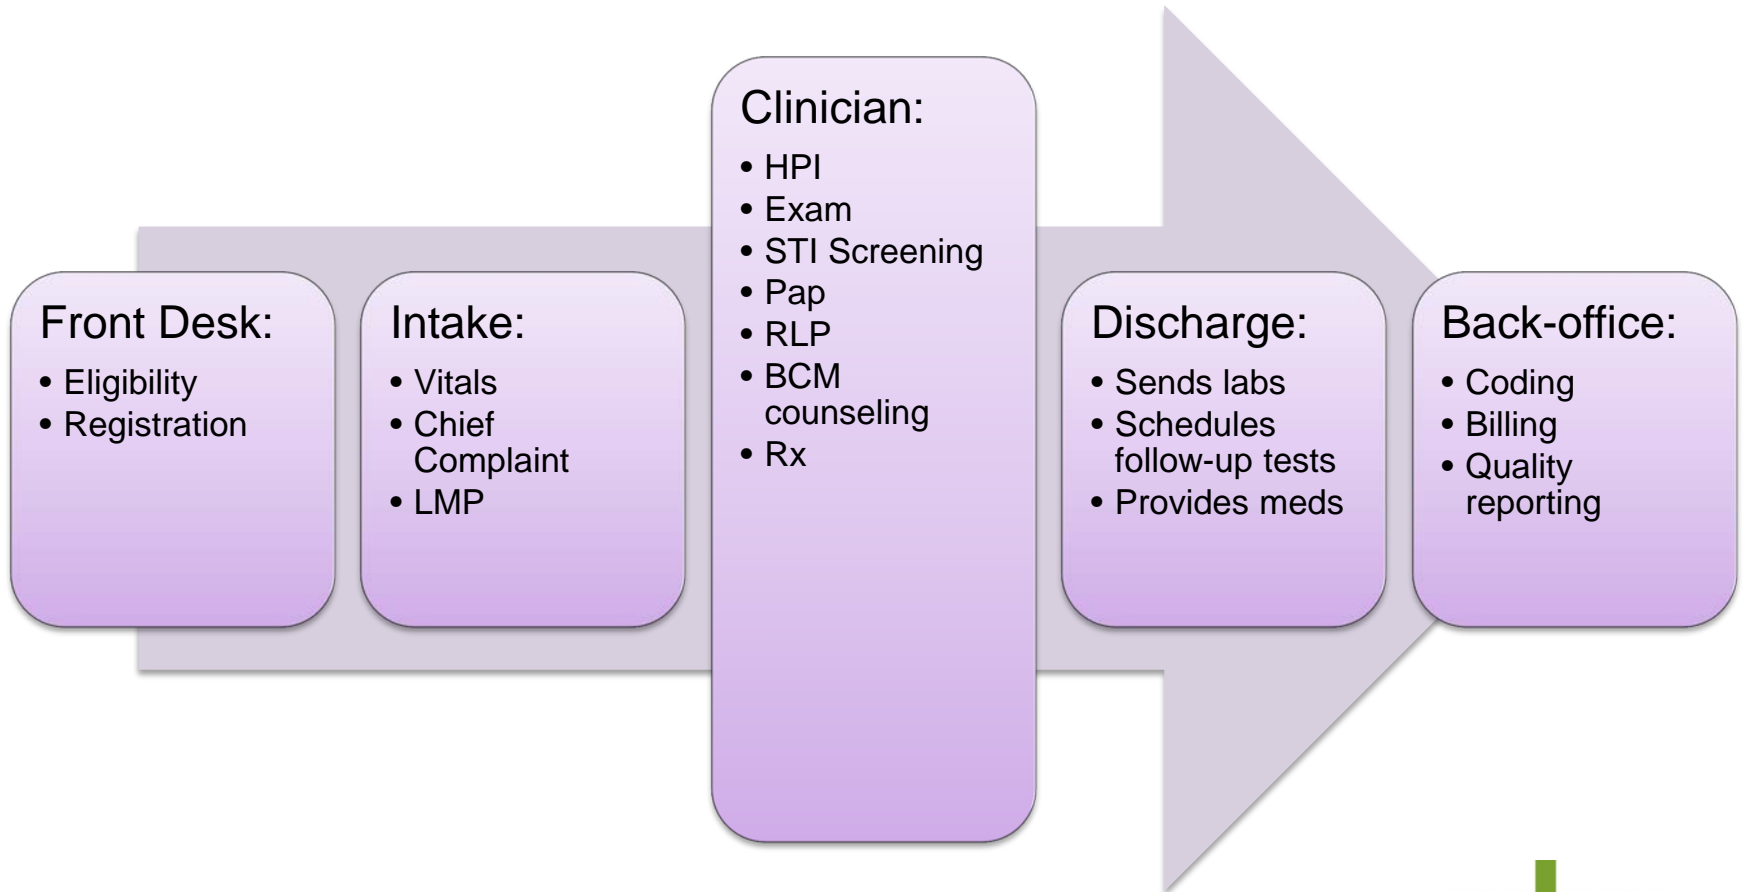 Front Desk:
• Eligibility
• Registration
Intake:
• Vitals
• Chief
Complaint
• LMP
Clinician:
• HPI
• Exam
• STI Screening
• Pap
• RLP
• BCM
counseling
• Rx
Discharge:
• Sends labs
• Schedules
follow-up tests
• Provides meds
Back-office:
• Coding
• Billing
• Quality
reporting